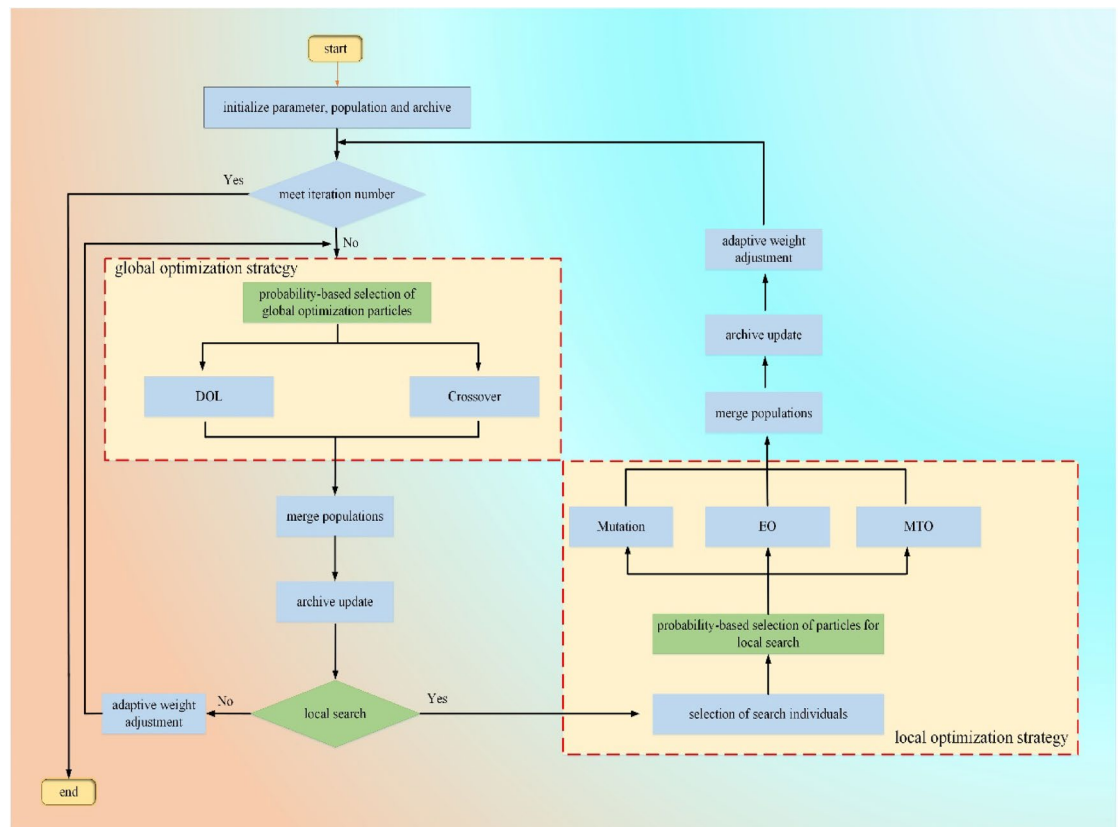 start
initialize parameter, population and archive
Yes
meet iteration number
No
global optimization strategy
probability-based selection of
global optimization particles
DOL
Crossover
merge populations
archive update
local search
No
Yes
adaptive weight
adjustment
end
adaptive weight
adjustment
archive update
merge populations
Mutation
EO
MTO
probability-based selection of particles for
local search
selection of search individuals
local optimization strategy